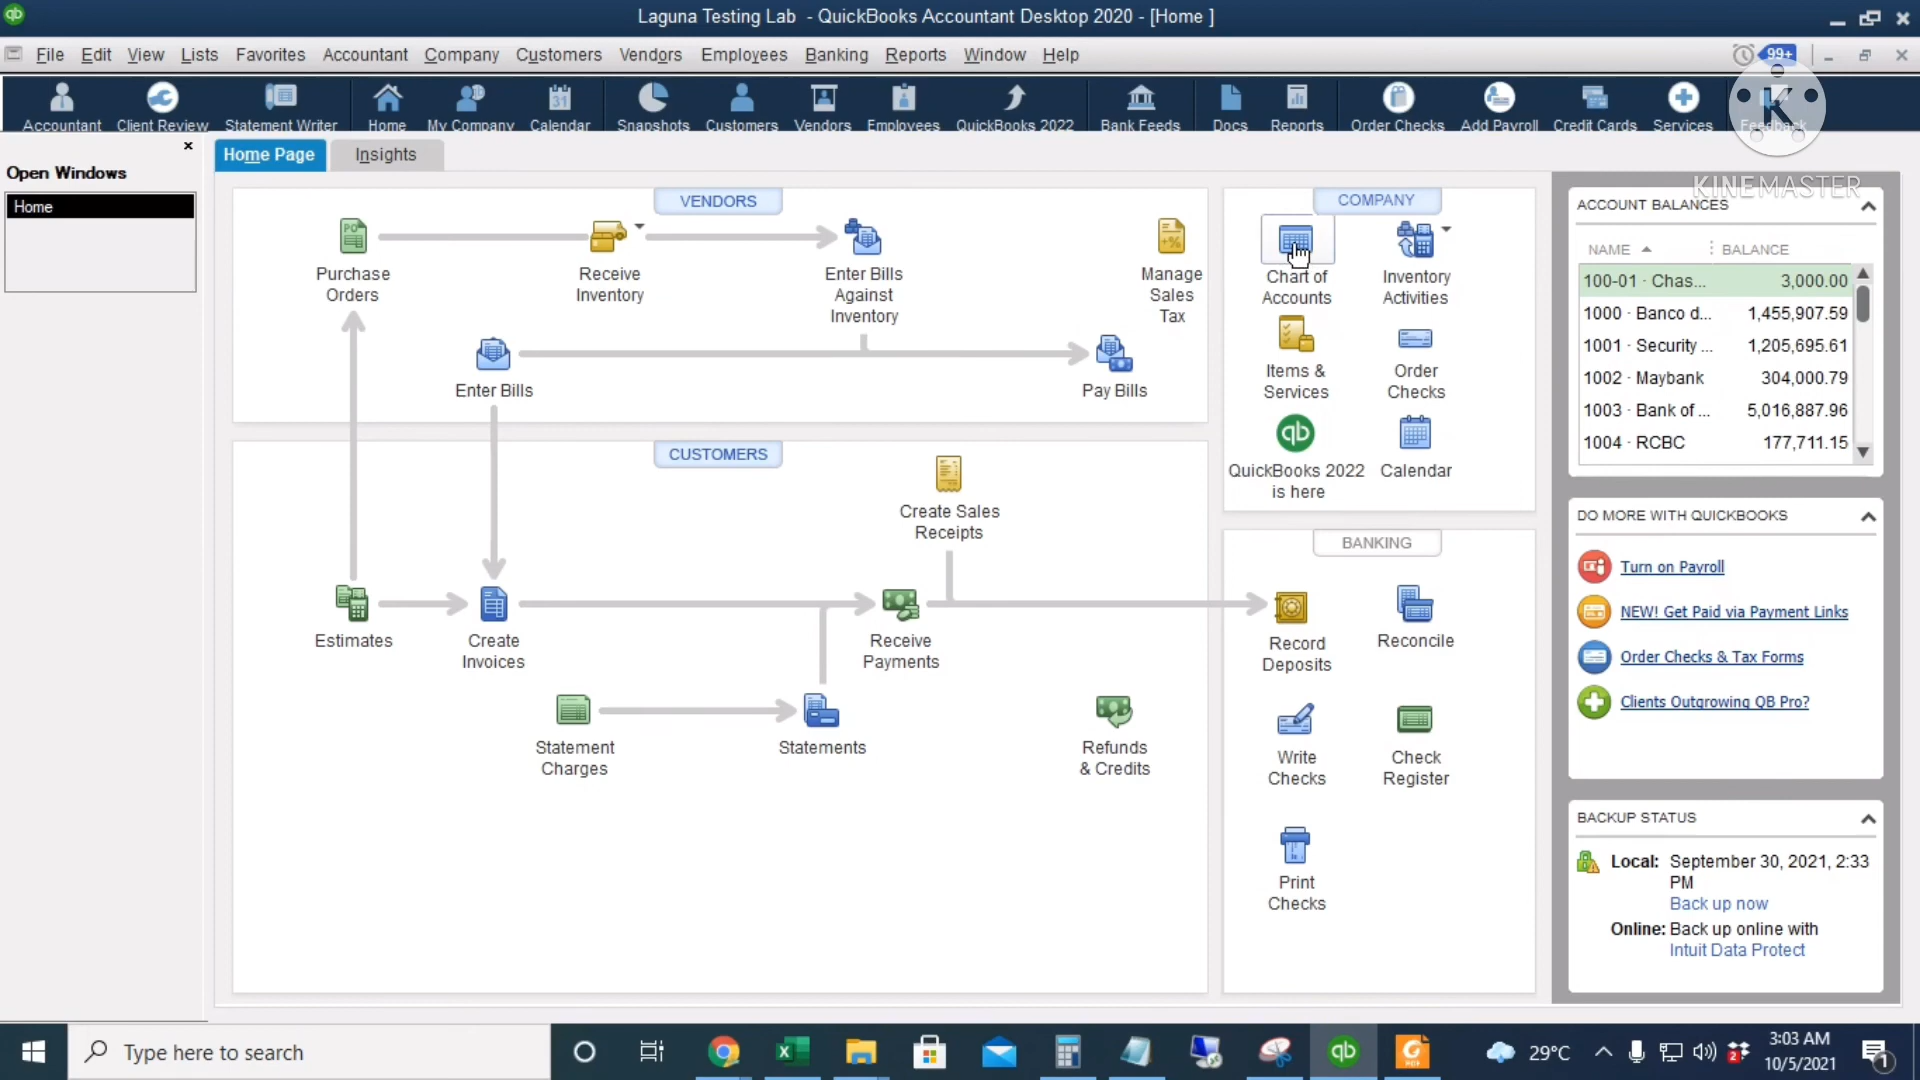 qb
Laguna Testing Lab - QuickBooks Accountant Desktop 2020 - [Home ]
File Edit View Lists Favorites Accountant Company Customers Vendors Employees Banking Reports Window Help
99+
Accountant Client Review Statement Writer Home My Company Calendar Snapshots Customers Vendors Employees QuickBooks 2022 Bank Feeds Docs Reports Order Checks Add Payroll Credit Cards Services Feedback
31
K
KINEMASTER
Open Windows
Home
Home Page Insights
VENDORS
PO
Purchase
Orders
Receive
Inventory
Enter Bills
Against
Inventory
Manage
Sales
Tax
Enter Bills
Pay Bills
CUSTOMERS
Create Sales
Receipts
Estimates
Create
Invoices
Receive
Payments
Statement
Charges
Statements
Refunds
& Credits
COMPANY
Chart of
Accounts
Inventory
Activities
Items &
Services
Order
Checks
qb
QuickBooks 2022
is here
Calendar
BANKING
Record
Deposits
Reconcile
Write
Checks
Check
Register
Print
Checks
ACCOUNT BALANCES
NAME BALANCE
100-01 · Chas... 3,000.00
1000 · Banco d... 1,455,907.59
1001 · Security ... 1,205,695.61
1002 · Maybank 304,000.79
1003 · Bank of ... 5,016,887.96
1004 · RCBC 177,711.15
DO MORE WITH QUICKBOOKS
Turn on Payroll
NEW! Get Paid via Payment Links
Order Checks & Tax Forms
Clients Outgrowing QB Pro?
BACKUP STATUS
Local: September 30, 2021, 2:33
PM
Back up now
Online: Back up online with
Intuit Data Protect
Type here to search
qb
29°C
2
3:03 AM
10/5/2021
1